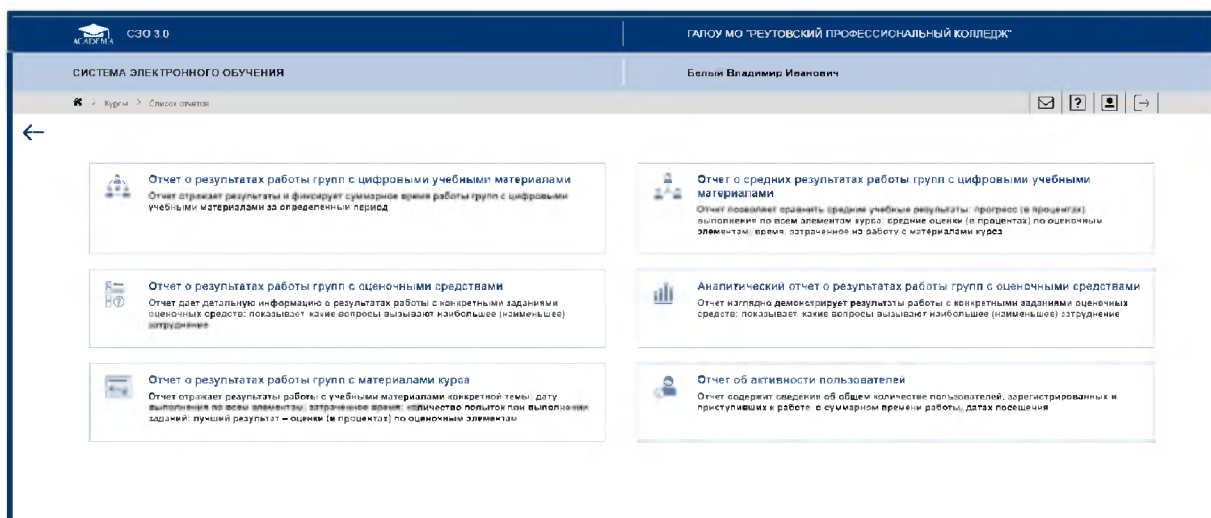 ACADEMA СЭО 3.0
ГАПОУ МО "РЕУТОВСКИЙ ПРОФЕССИОНАЛЬНЫЙ КОЛЛЕДЖ"
СИСТЕМА ЭЛЕКТРОННОГО ОБУЧЕНИЯ
Белый Владимир Иванович
Курсы > Список отчетов
Отчет о результатах работы групп с цифровыми учебными материалами
Отчет отражает результаты и фиксирует суммарное время работы групп с цифровыми
учебными материалами за определенный период
Отчет о средних результатах работы групп с цифровыми учебными
материалами
Отчет позволяет сравнить средние учебные результаты: прогресс (в процентах)
выполнения по всем элементам курса; средние оценки (в процентах) по оценочным
элементам; время, затраченное на работу с материалами курса
Отчет о результатах работы групп с оценочными средствами
Отчет дает детальную информацию о результатах работы с конкретными заданиями
оценочных средств: показывает, какие вопросы вызывают наибольшее (наименьшее)
затруднение
Аналитический отчет о результатах работы групп с оценочными средствами
Отчет наглядно демонстрирует результаты работы с конкретными заданиями оценочных
средств: показывает, какие вопросы вызывают наибольшее (наименьшее) затруднение
Отчет о результатах работы групп с материалами курса
Отчет отражает результаты работы с учебными материалами конкретной темы: дату
выполнения по всем элементам; затраченное время; количество попыток при выполнении
заданий; лучший результат – оценки (в процентах) по оценочным элементам
Отчет об активности пользователей
Отчет содержит сведения об общем количестве пользователей, зарегистрированных и
приступивших к работе, о суммарном времени работы, датах посещения